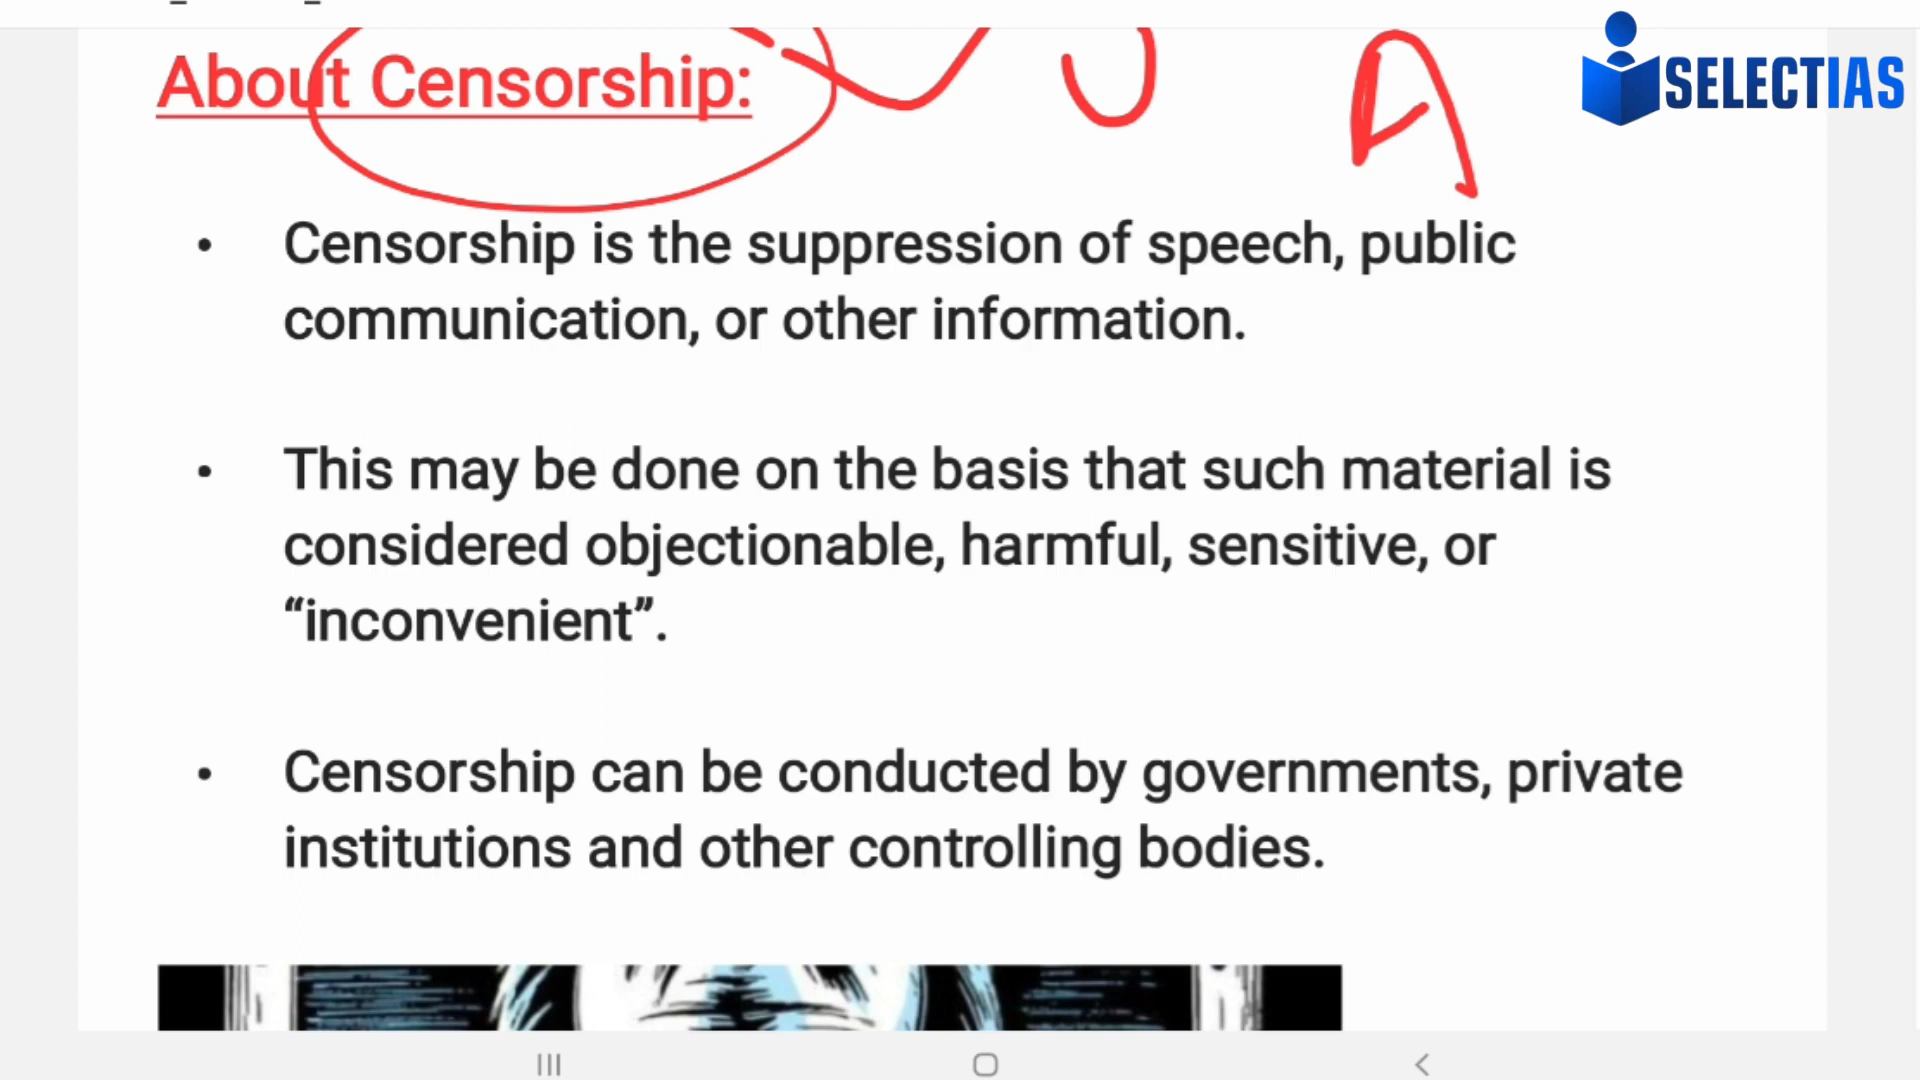 About Censorship:
U A
SELECTIAS
• Censorship is the suppression of speech, public
communication, or other information.
• This may be done on the basis that such material is
considered objectionable, harmful, sensitive, or
“inconvenient”.
• Censorship can be conducted by governments, private
institutions and other controlling bodies.